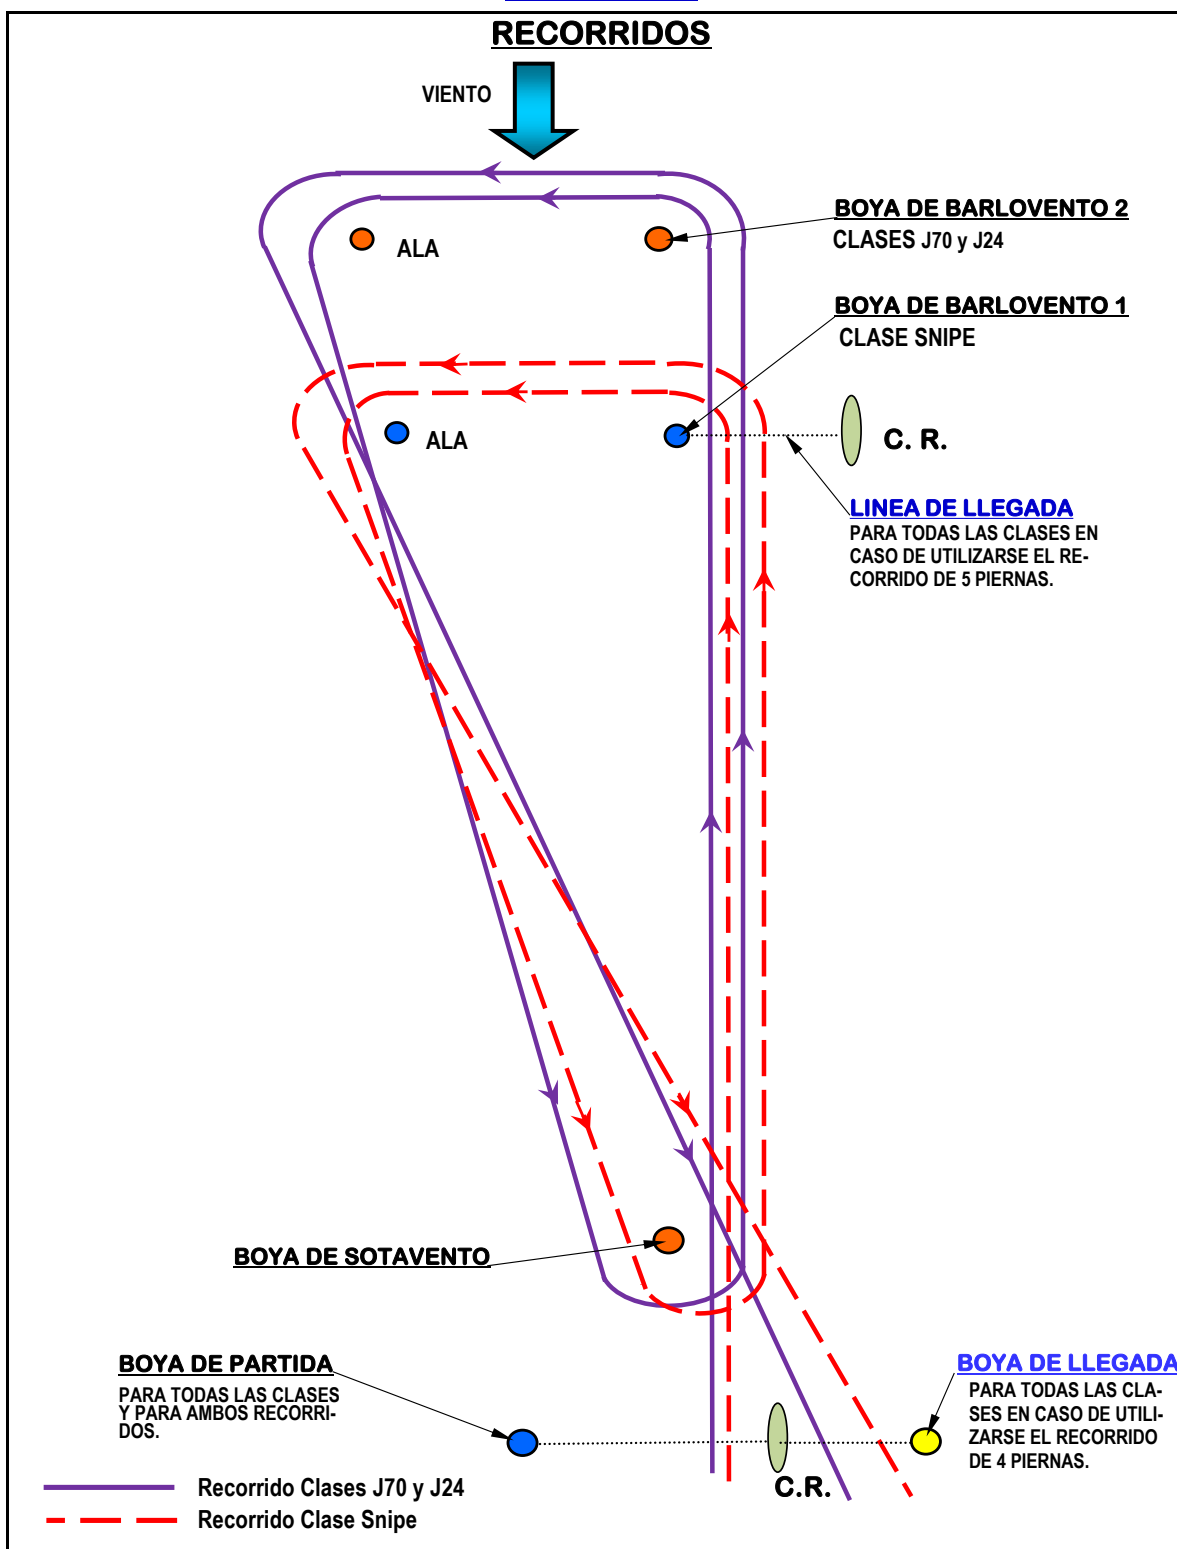 RECORRIDOS
VIENTO
BOYA DE BARLOVENTO 2
CLASES J70 y J24
ALA
BOYA DE BARLOVENTO 1
CLASE SNIPE
ALA
C. R.
LINEA DE LLEGADA
PARA TODAS LAS CLASES EN
CASO DE UTILIZARSE EL RE-
CORRIDO DE 5 PIERNAS.
BOYA DE SOTAVENTO
BOYA DE PARTIDA
PARA TODAS LAS CLASES
Y PARA AMBOS RECORRI-
DOS.
BOYA DE LLEGADA
PARA TODAS LAS CLA-
SES EN CASO DE UTILI-
ZARSE EL RECORRIDO
DE 4 PIERNAS.
C.R.
Recorrido Clases J70 y J24
Recorrido Clase Snipe